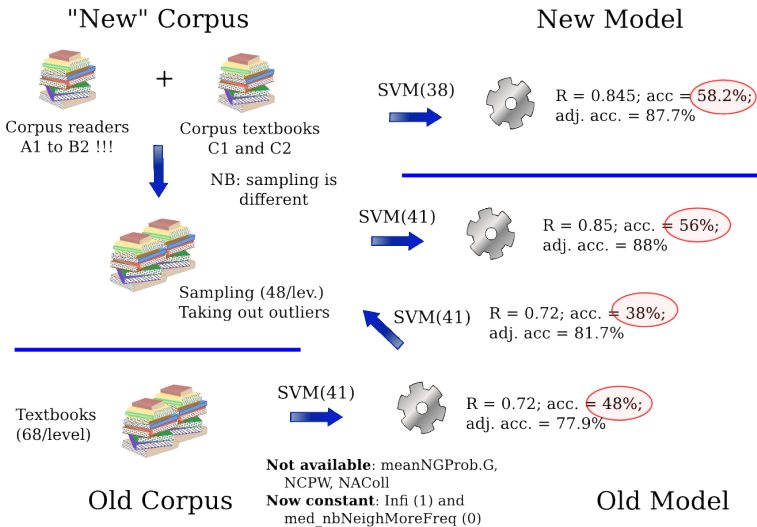 "New" Corpus
New Model
+
Corpus readers
A1 to B2 !!!
Corpus textbooks
C1 and C2
SVM(38)
R = 0.845; acc = 58.2%;
adj. acc. = 87.7%
NB: sampling is
different
SVM(41)
R = 0.85; acc. = 56%;
adj. acc. = 88%
Sampling (48/lev.)
Taking out outliers
SVM(41)
R = 0.72; acc. = 38%;
adj. acc = 81.7%
Textbooks
(68/level)
SVM(41)
R = 0.72; acc. = 48%;
adj. acc. = 77.9%
Not available: meanNGProb.G,
NCPW, NAColl
Now constant: Infi (1) and
med_nbNeighMoreFreq (0)
Old Corpus
Old Model